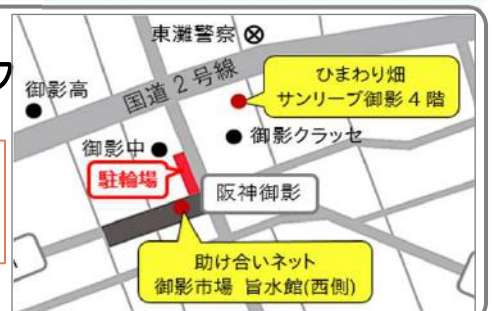 東灘警察
国道2号線
ひまわり畑
サンリーブ御影4階
御影高
御影クラッセ
御影中
駐輪場
阪神御影
助け合いネット
御影市場 旨水館(西側)